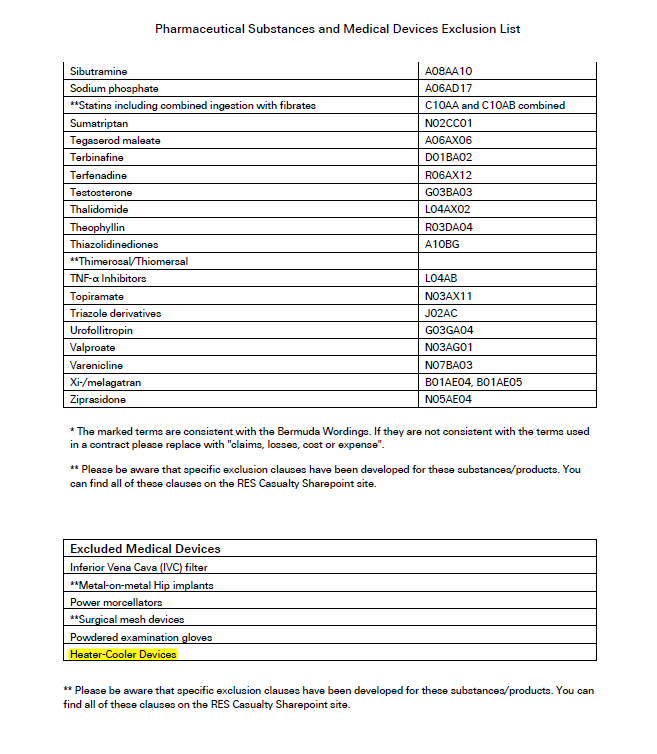 Pharmaceutical Substances and Medical Devices Exclusion List
Sibutramine A08AA10
Sodium phosphate A06AD17
**Statins including combined ingestion with fibrates C10AA and C10AB combined
Sumatriptan N02CC01
Tegaserod maleate A06AX06
Terbinafine D01BA02
Terfenadine R06AX12
Testosterone G03BA03
Thalidomide L04AX02
Theophyllin R03DA04
Thiazolidinediones A10BG
**Thimerosal/Thiomersal
TNF-α Inhibitors L04AB
Topiramate N03AX11
Triazole derivatives J02AC
Urofollitropin G03GA04
Valproate N03AG01
Varenicline N07BA03
Xi-/melagatran B01AE04, B01AE05
Ziprasidone N05AE04
* The marked terms are consistent with the Bermuda Wordings. If they are not consistent with the terms used
in a contract please replace with "claims, losses, cost or expense".
** Please be aware that specific exclusion clauses have been developed for these substances/products. You
can find all of these clauses on the RES Casualty Sharepoint site.
Excluded Medical Devices
Inferior Vena Cava (IVC) filter
**Metal-on-metal Hip implants
Power morcellators
**Surgical mesh devices
Powdered examination gloves
Heater-Cooler Devices
** Please be aware that specific exclusion clauses have been developed for these substances/products. You can
find all of these clauses on the RES Casualty Sharepoint site.